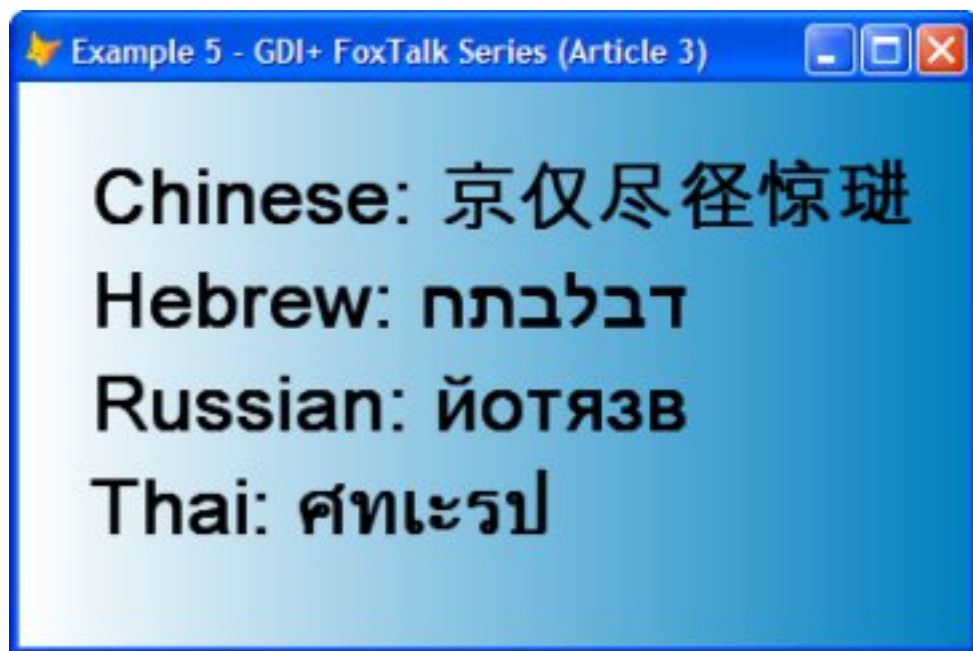 Example 5 - GDI+ FoxTalk Series (Article 3)
Chinese: 京仅尽径惊琎
Hebrew: דבלבתח
Russian: йотязв
Thai: ศทเะรป